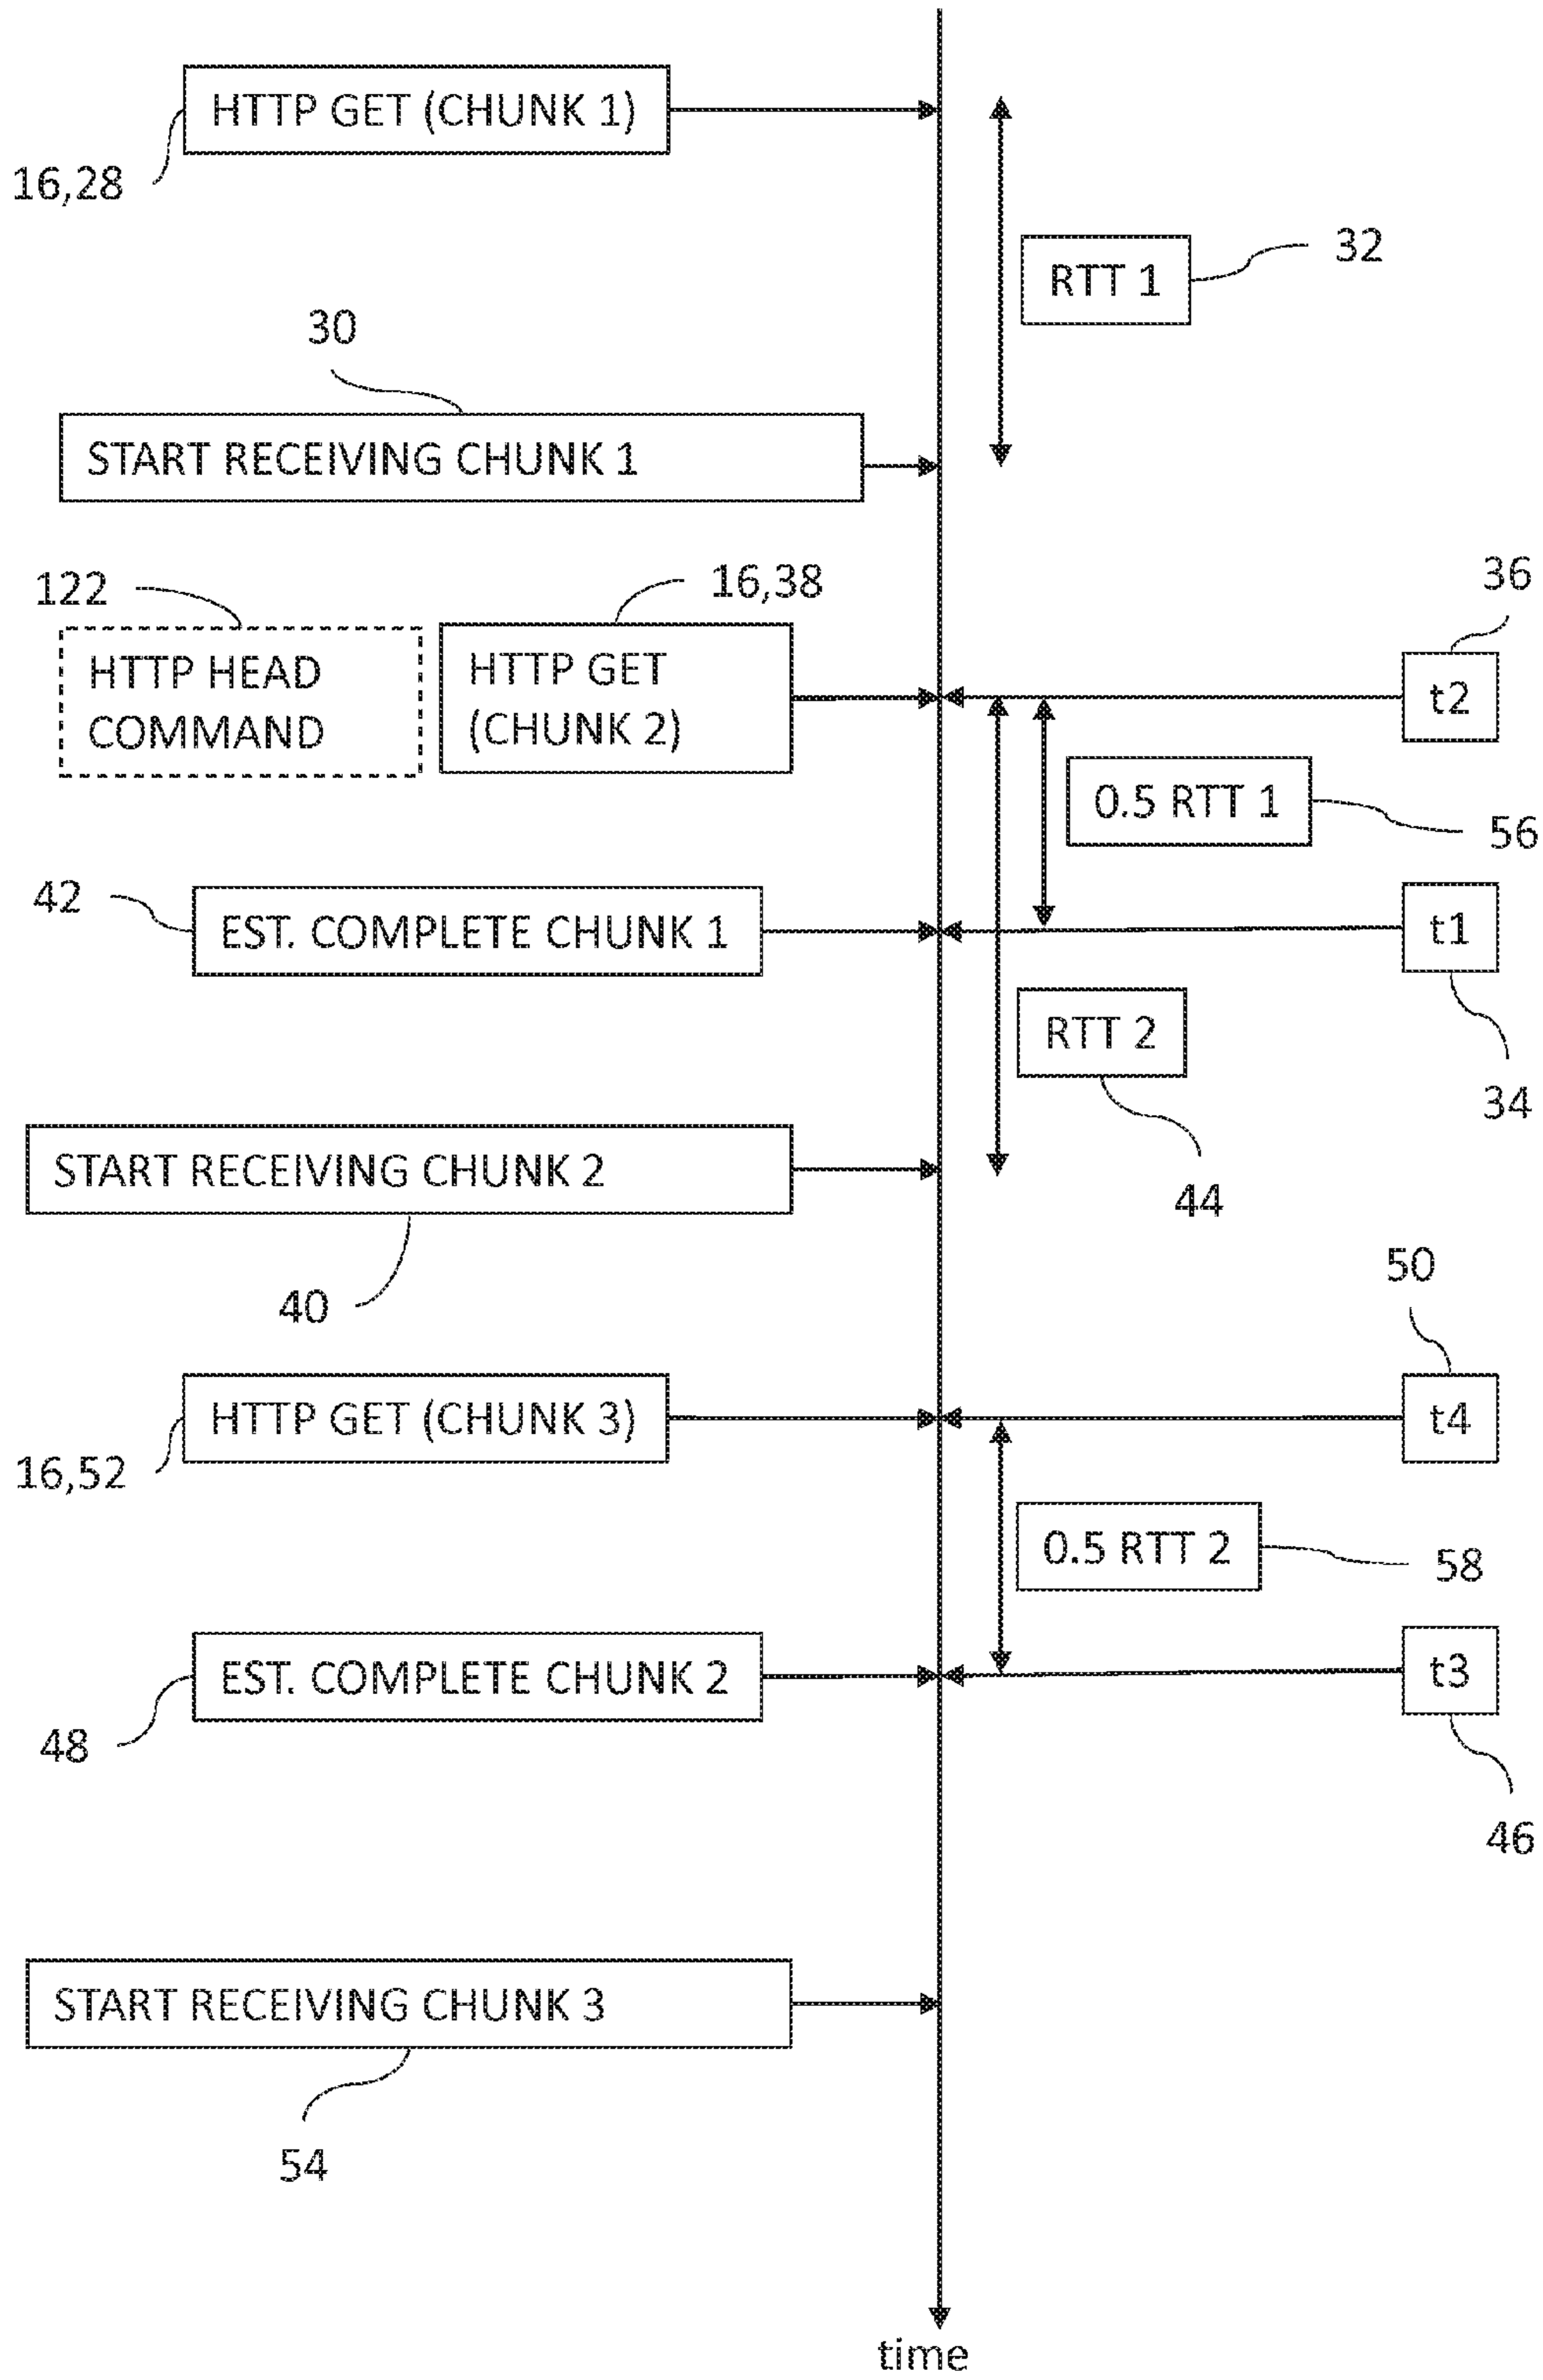 HTTP GET (CHUNK 1)
16,28
RTT 1
32
30
START RECEIVING CHUNK 1
122
HTTP HEAD
COMMAND
16,38
HTTP GET
(CHUNK 2)
36
t2
0.5 RTT 1
56
42
EST. COMPLETE CHUNK 1
t1
34
RTT 2
44
START RECEIVING CHUNK 2
40
50
HTTP GET (CHUNK 3)
t4
16,52
0.5 RTT 2
58
EST. COMPLETE CHUNK 2
t3
48
46
START RECEIVING CHUNK 3
54
time